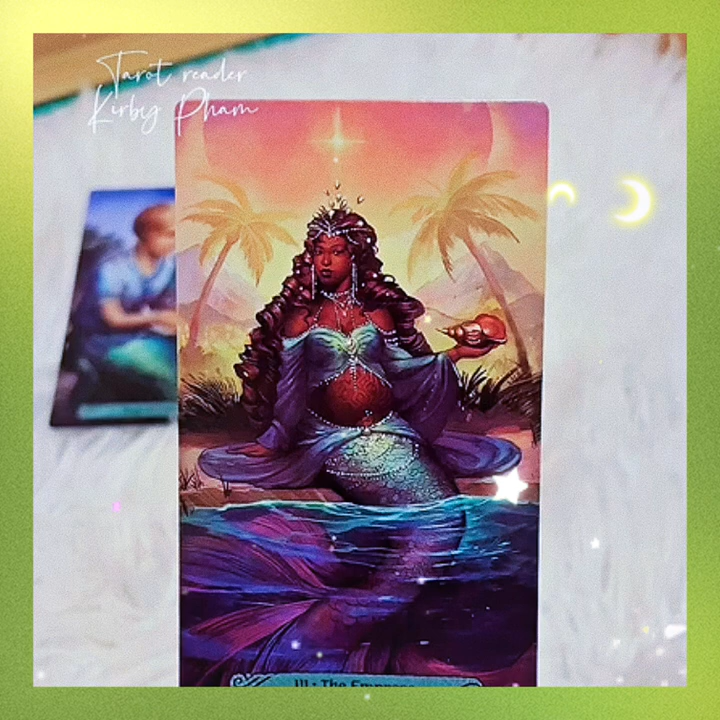 Tarot reader
Kirby Pham
III • The Empress